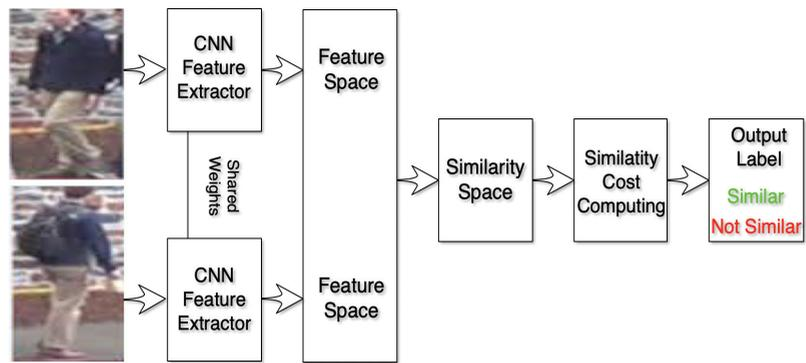 CNN
Feature
Extractor
Feature
Space
Shared
Weights
Similarity
Space
Similatity
Cost
Computing
Output
Label
Similar
Not Similar
CNN
Feature
Extractor
Feature
Space